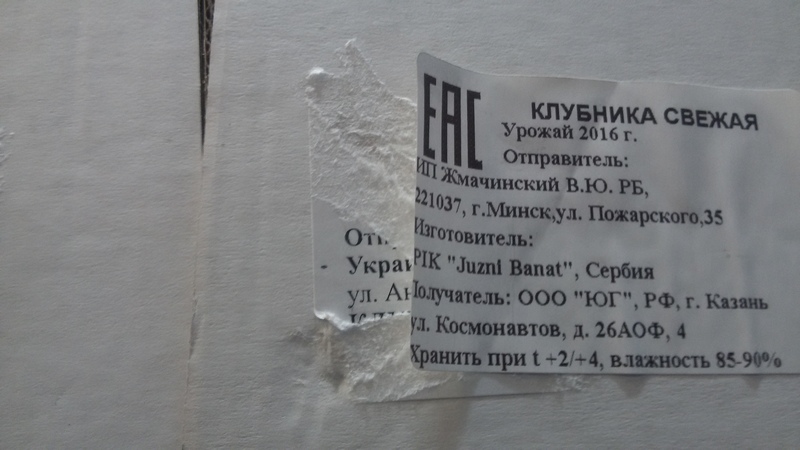 EAC
КЛУБНИКА СВЕЖАЯ
Урожай 2016 г.
Отправитель:
ИП Жмачинский В.Ю. РБ,
221037, г.Минск,ул. Пожарского,35
Изготовитель:
PIK "Juzni Banat", Сербия
Получатель: ООО "ЮГ", РФ, г. Казань
ул. Космонавтов, д. 26АОФ, 4
Хранить при t +2/+4, влажность 85-90%
ул.